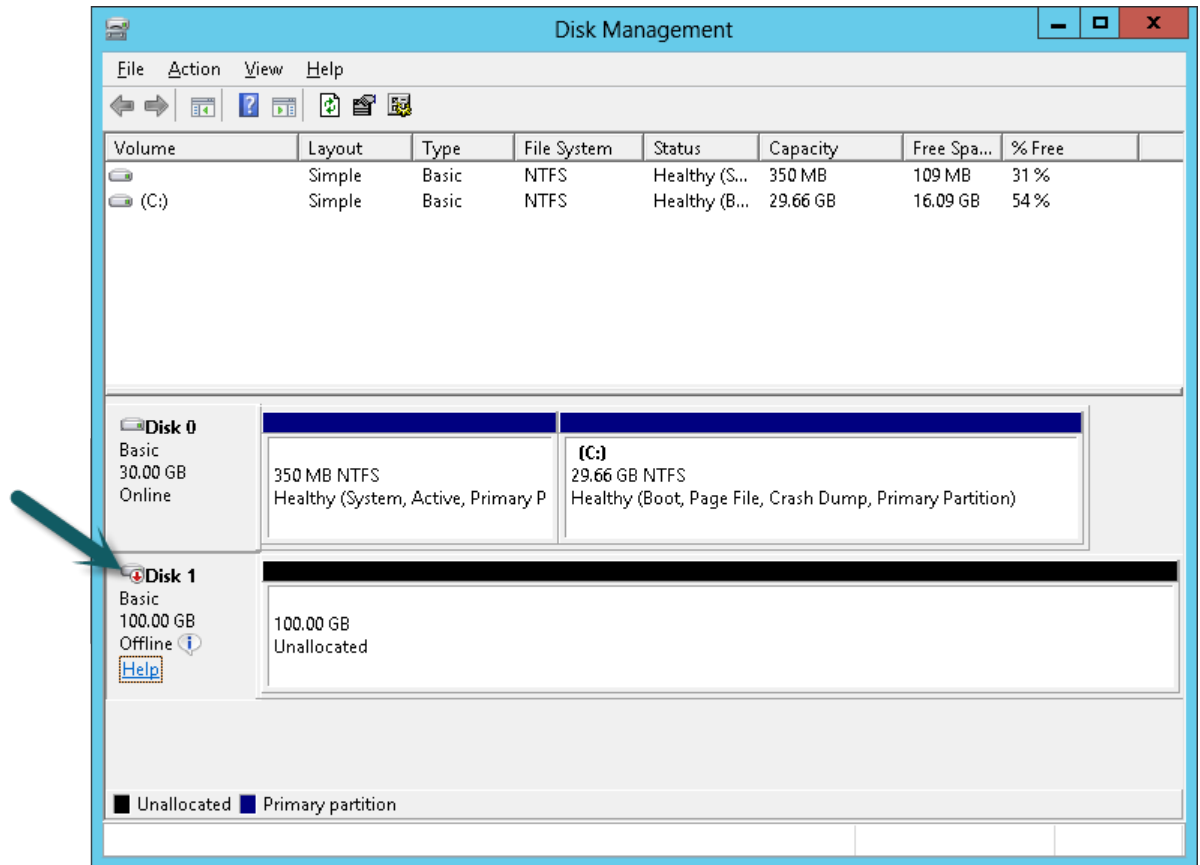 Disk Management
File Action View Help
Volume Layout Type File System Status Capacity Free Spa... % Free
Simple Basic NTFS Healthy (S... 350 MB 109 MB 31 %
(C:) Simple Basic NTFS Healthy (B... 29.66 GB 16.09 GB 54 %
Disk 0
Basic
30.00 GB
Online
350 MB NTFS
Healthy (System, Active, Primary P
(C:)
29.66 GB NTFS
Healthy (Boot, Page File, Crash Dump, Primary Partition)
Disk 1
Basic
100.00 GB
Offline
Help
100.00 GB
Unallocated
Unallocated Primary partition